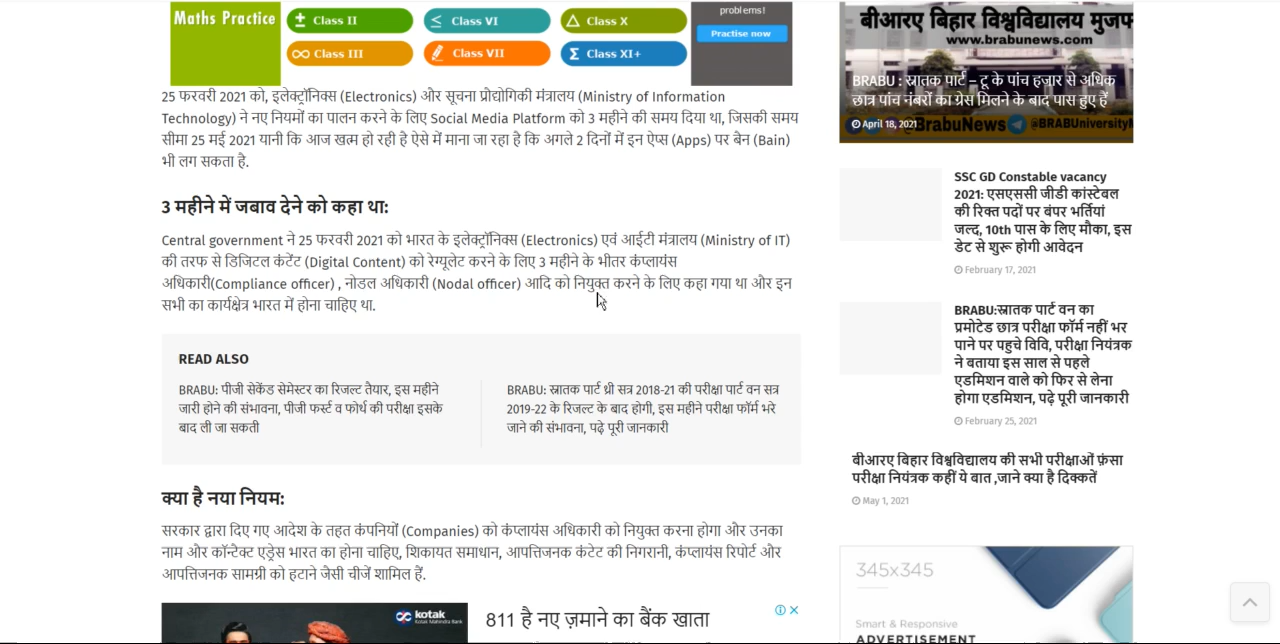 Maths Practice
Class II
Class VI
Class X
Class III
Class VII
Class XI+
problems!
Practise now
25 फरवरी 2021 को, इलेक्ट्रॉनिक्स (Electronics) और सूचना प्रौद्योगिकी मंत्रालय (Ministry of Information
Technology) ने नए नियमों का पालन करने के लिए Social Media Platform को 3 महीने की समय दिया था, जिसकी समय
सीमा 25 मई 2021 यानी कि आज खत्म हो रही है ऐसे में माना जा रहा है कि अगले 2 दिनों में इन ऐप्स (Apps) पर बैन (Bain)
भी लग सकता है.
3 महीने में जवाब देने को कहा था:
Central government ने 25 फरवरी 2021 को भारत के इलेक्ट्रॉनिक्स (Electronics) एवं आईटी मंत्रालय (Ministry of IT)
की तरफ से डिजिटल कंटेंट (Digital Content) को रेग्यूलेट करने के लिए 3 महीने के भीतर कंप्लायंस
अधिकारी(Compliance officer) , नोडल अधिकारी (Nodal officer) आदि को नियुक्त करने के लिए कहा गया था और इन
सभी का कार्यक्षेत्र भारत में होना चाहिए था.
READ ALSO
BRABU: पीजी सेकेंड सेमेस्टर का रिजल्ट तैयार, इस महीने
जारी होने की संभावना, पीजी फर्स्ट व फोर्थ की परीक्षा इसके
बाद ली जा सकती
BRABU: स्नातक पार्ट थ्री सत्र 2018-21 की परीक्षा पार्ट वन सत्र
2019-22 के रिजल्ट के बाद होगी, इस महीने परीक्षा फॉर्म भरे
जाने की संभावना, पढ़े पूरी जानकारी
क्या है नया नियम:
सरकार द्वारा दिए गए आदेश के तहत कंपनियों (Companies) को कंप्लायंस अधिकारी को नियुक्त करना होगा और उनका
नाम और कॉन्टैक्ट एड्रेस भारत का होना चाहिए, शिकायत समाधान, आपत्तिजनक कंटेट की निगरानी, कंप्लायंस रिपोर्ट और
आपत्तिजनक सामग्री को हटाने जैसी चीजें शामिल हैं.
kotak
Kotak Mahindra Bank
811 है नए ज़माने का बैंक खाता
बीआरए बिहार विश्वविद्यालय मुजफ
www.brabunews.com
BRABU : स्नातक पार्ट – टू के पांच हज़ार से अधिक
छात्र पांच नंबरों का ग्रेस मिलने के बाद पास हुए हैं
April 18, 2021
@BrabuNews
@BRABUniversityM
SSC GD Constable vacancy
2021: एसएससी जीडी कांस्टेबल
की रिक्त पदों पर बंपर भर्तियां
जल्द, 10th पास के लिए मौका, इस
डेट से शुरू होगी आवेदन
February 17, 2021
BRABU:स्नातक पार्ट वन का
प्रमोटेड छात्र परीक्षा फॉर्म नहीं भर
पाने पर पहुचे विवि, परीक्षा नियंत्रक
ने बताया इस साल से पहले
एडमिशन वाले को फिर से लेना
होगा एडमिशन, पढ़े पूरी जानकारी
February 25, 2021
बीआरए बिहार विश्वविद्यालय की सभी परीक्षाओं फ़ंसा
परीक्षा नियंत्रक कहीं ये बात ,जाने क्या है दिक्कतें
May 1, 2021
345x345
Smart & Responsive
ADVERTISEMENT